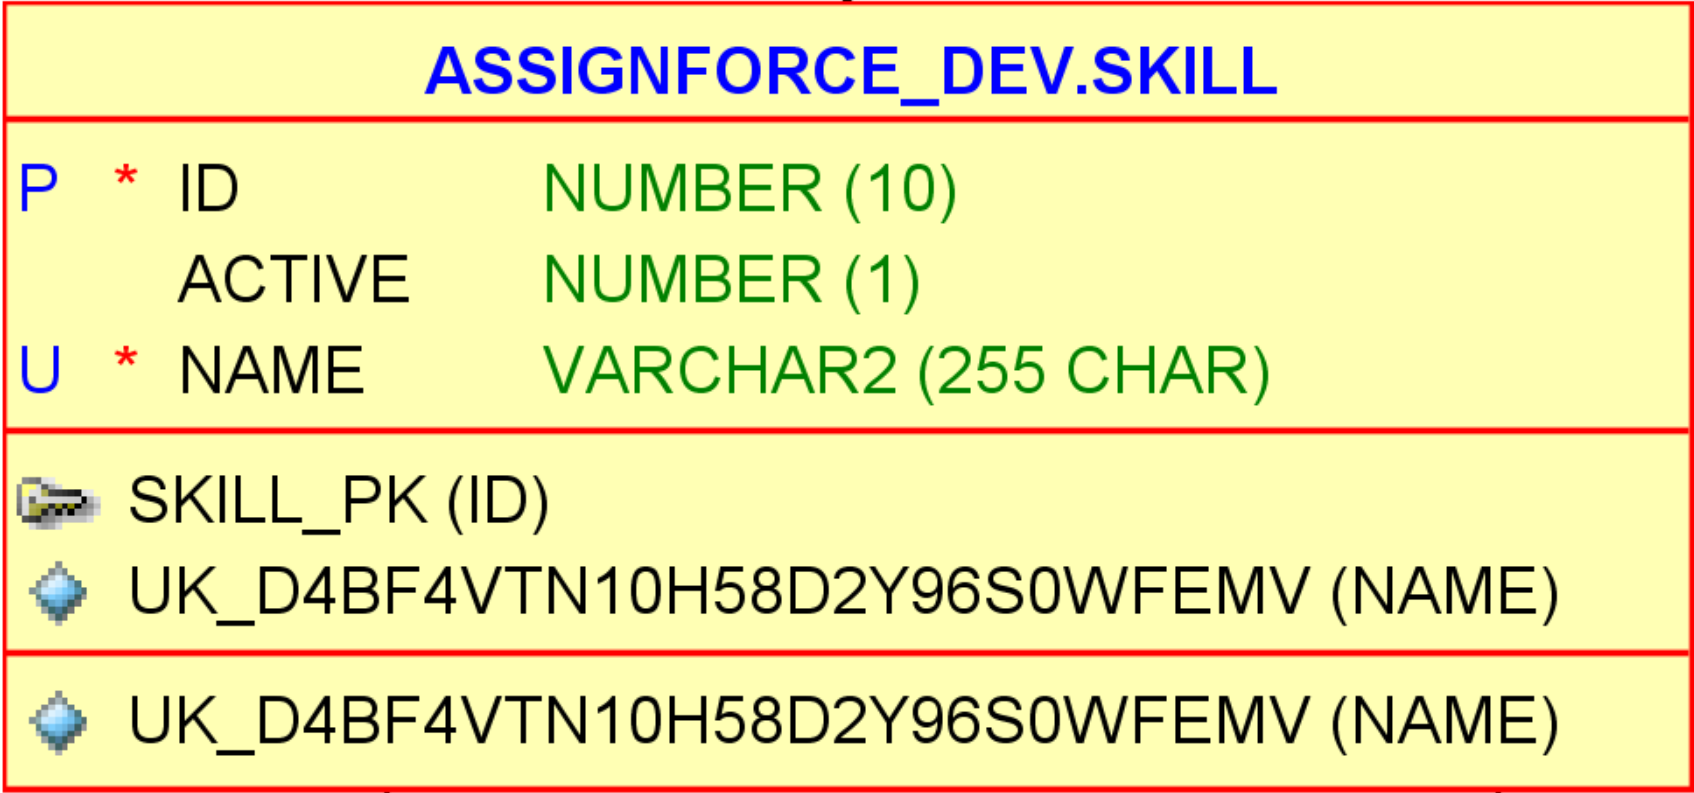 ASSIGNFORCE_DEV.SKILL
P * ID NUMBER (10)
ACTIVE NUMBER (1)
U * NAME VARCHAR2 (255 CHAR)
SKILL_PK (ID)
UK_D4BF4VTN10H58D2Y96S0WFEMV (NAME)
UK_D4BF4VTN10H58D2Y96S0WFEMV (NAME)